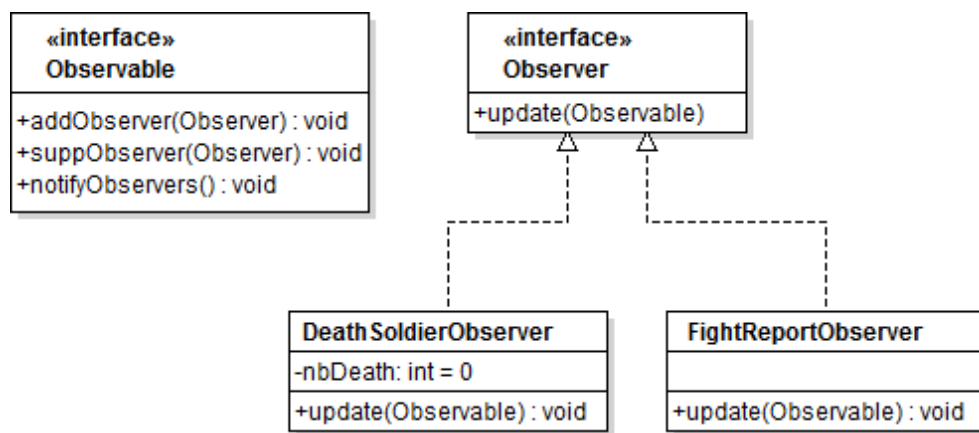 «interface»
Observable
+addObserver(Observer) : void
+suppObserver(Observer) : void
+notifyObservers() : void
«interface»
Observer
+update(Observable)
DeathSoldierObserver
-nbDeath: int = 0
+update(Observable) : void
FightReportObserver
+update(Observable) : void